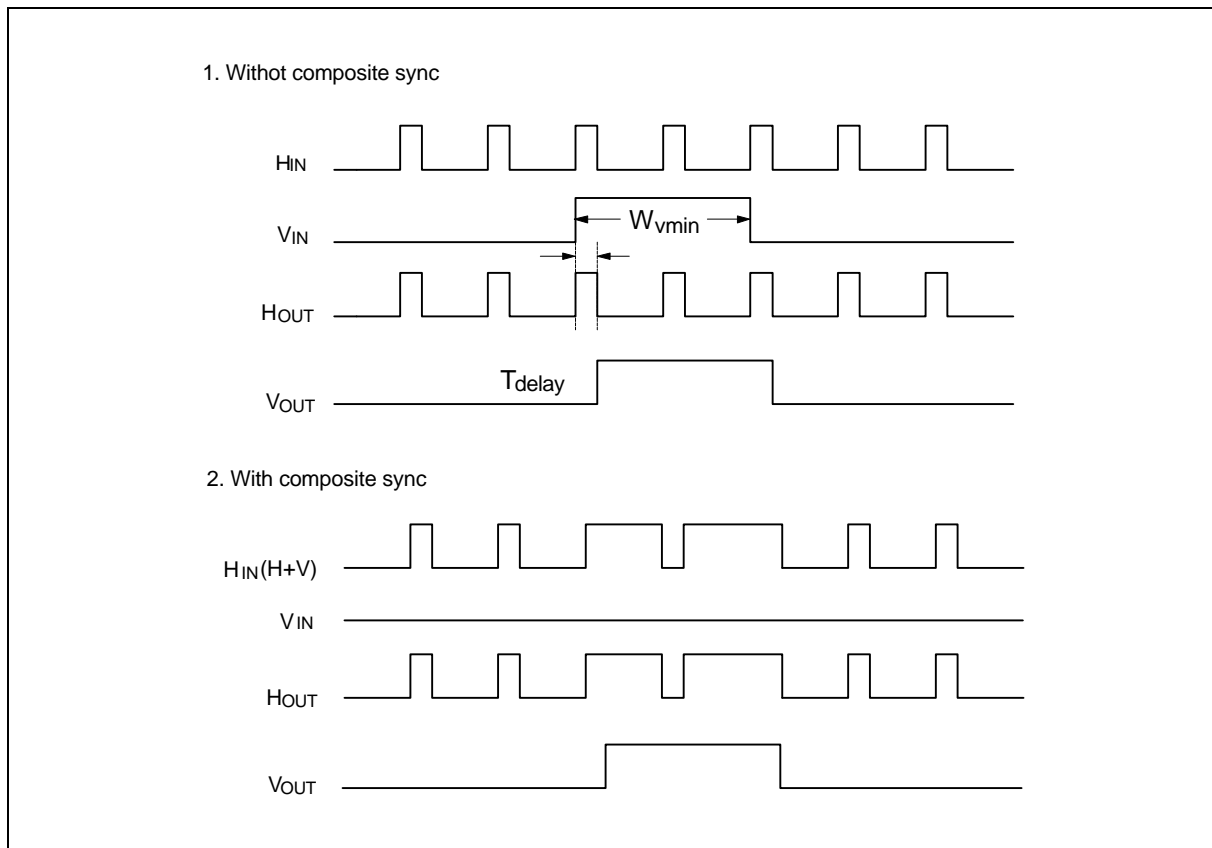 1. Withot composite sync
HIN
VIN
Wvmin
HOUT
Tdelay
VOUT
2. With composite sync
HIN(H+V)
VIN
HOUT
VOUT